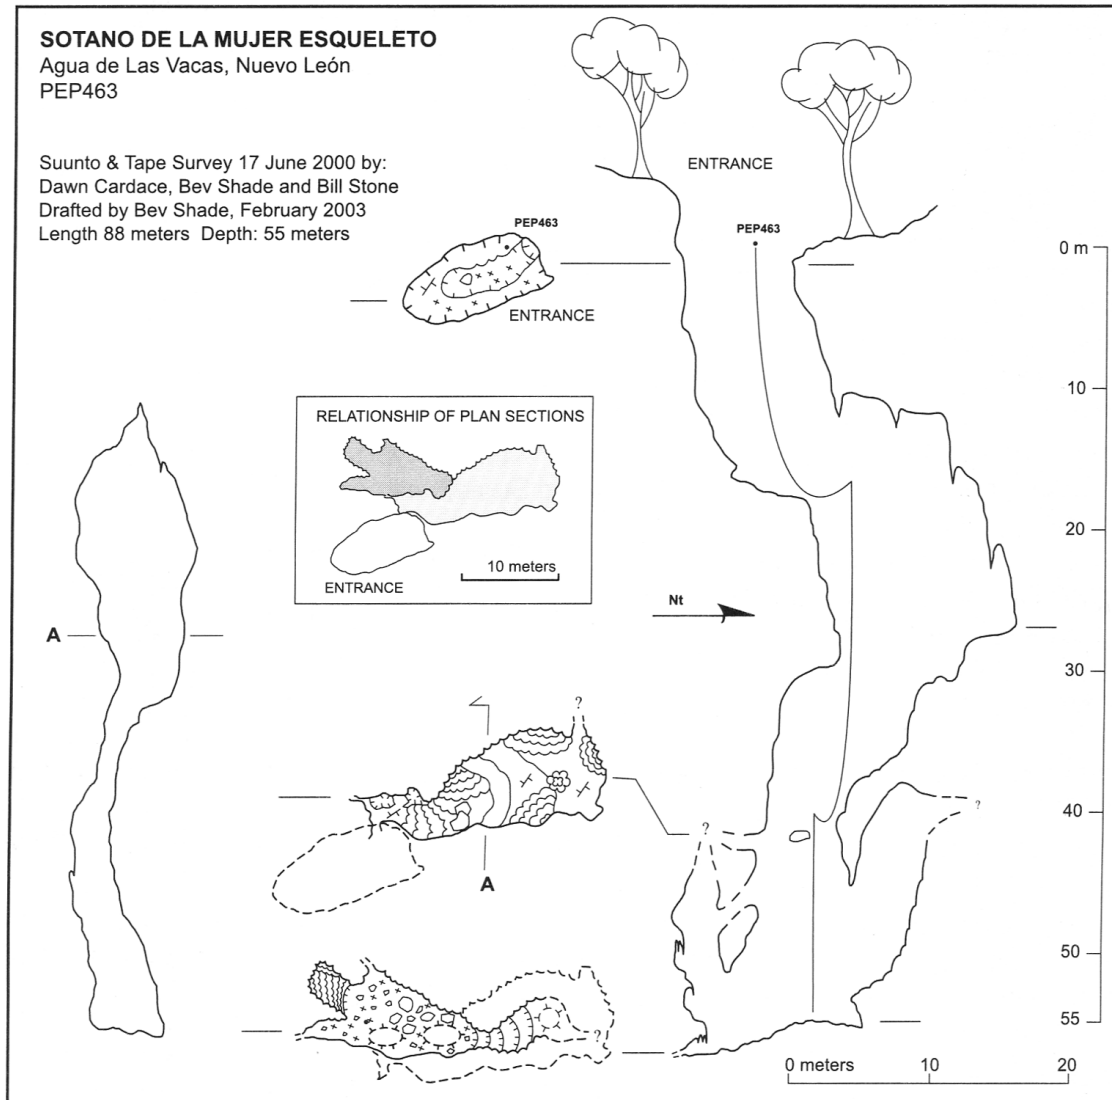 SOTANO DE LA MUJER ESQUELETO
Agua de Las Vacas, Nuevo León
PEP463
Suunto & Tape Survey 17 June 2000 by:
Dawn Cardace, Bev Shade and Bill Stone
Drafted by Bev Shade, February 2003
Length 88 meters  Depth: 55 meters
ENTRANCE
PEP463
PEP463
0 m
ENTRANCE
10
RELATIONSHIP OF PLAN SECTIONS
10 meters
ENTRANCE
20
Nt
A
30
?
40
?
?
A
50
?
55
0 meters
10
20